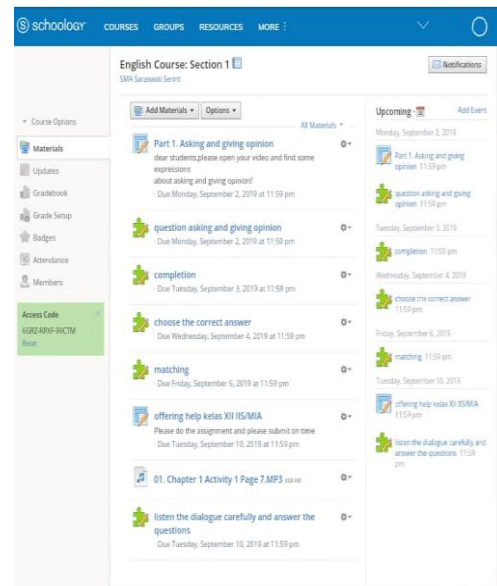 S schoology®
COURSES GROUPS RESOURCES MORE
English Course: Section 1
SMA Saraswati Seririt
Notifications
Course Options
Materials
Updates
Gradebook
Grade Setup
Badges
Attendance
Members
Access Code
Reset
Add Materials Options
All Materials
Part 1. Asking and giving opinion
dear students,please open your video and find some
expressions
about asking and giving opinion!
· Due Monday, September 2, 2019 at 11:59 pm
question asking and giving opinion
· Due Monday, September 2, 2019 at 11:59 pm
completion
· Due Tuesday, September 3, 2019 at 11:59 pm
choose the correct answer
· Due Wednesday, September 4, 2019 at 11:59 pm
matching
· Due Friday, September 6, 2019 at 11:59 pm
offering help kelas XII IIS/MIA
Please do the assignment and please submit on time
· Due Tuesday, September 10, 2019 at 11:59 pm
01. Chapter 1 Activity 1 Page 7.MP3
listen the dialogue carefully and answer the
questions
· Due Tuesday, September 10, 2019 at 11:59 pm
Upcoming · Add Event
Monday, September 2, 2019
Part 1. Asking and giving
opinion 11:59 pm
question asking and giving
opinion 11:59 pm
Tuesday, September 3, 2019
completion 11:59 pm
Wednesday, September 4, 2019
choose the correct answer
11:59 pm
Friday, September 6, 2019
matching 11:59 pm
Tuesday, September 10, 2019
offering help kelas XII IIS/MIA
11:59 pm
listen the dialogue carefully and
answer the questions 11:59
pm